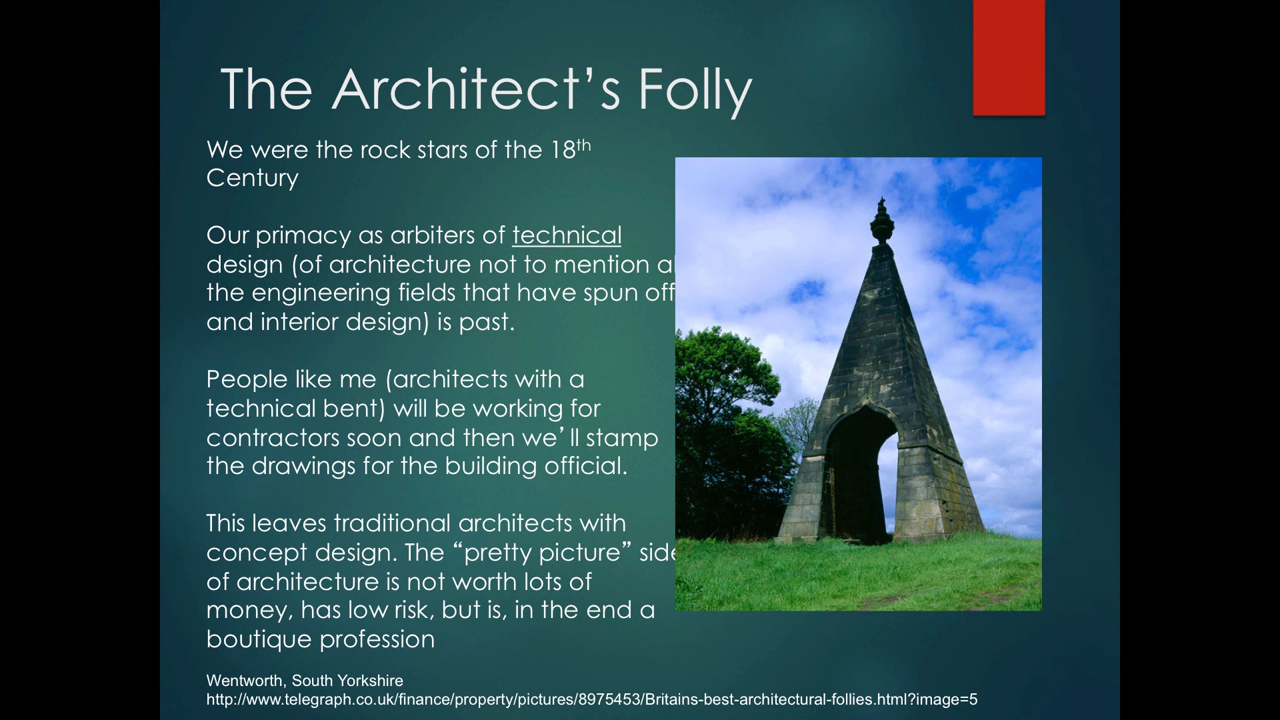 The Architect’s Folly
We were the rock stars of the 18th
Century
Our primacy as arbiters of technical
design (of architecture not to mention
the engineering fields that have spun off
and interior design) is past.
People like me (architects with a
technical bent) will be working for
contractors soon and then we’ll stamp
the drawings for the building official.
This leaves traditional architects with
concept design. The “pretty picture” side
of architecture is not worth lots of
money, has low risk, but is, in the end a
boutique profession
Wentworth, South Yorkshire
http://www.telegraph.co.uk/finance/property/pictures/8975453/Britains-best-architectural-follies.html?image=5